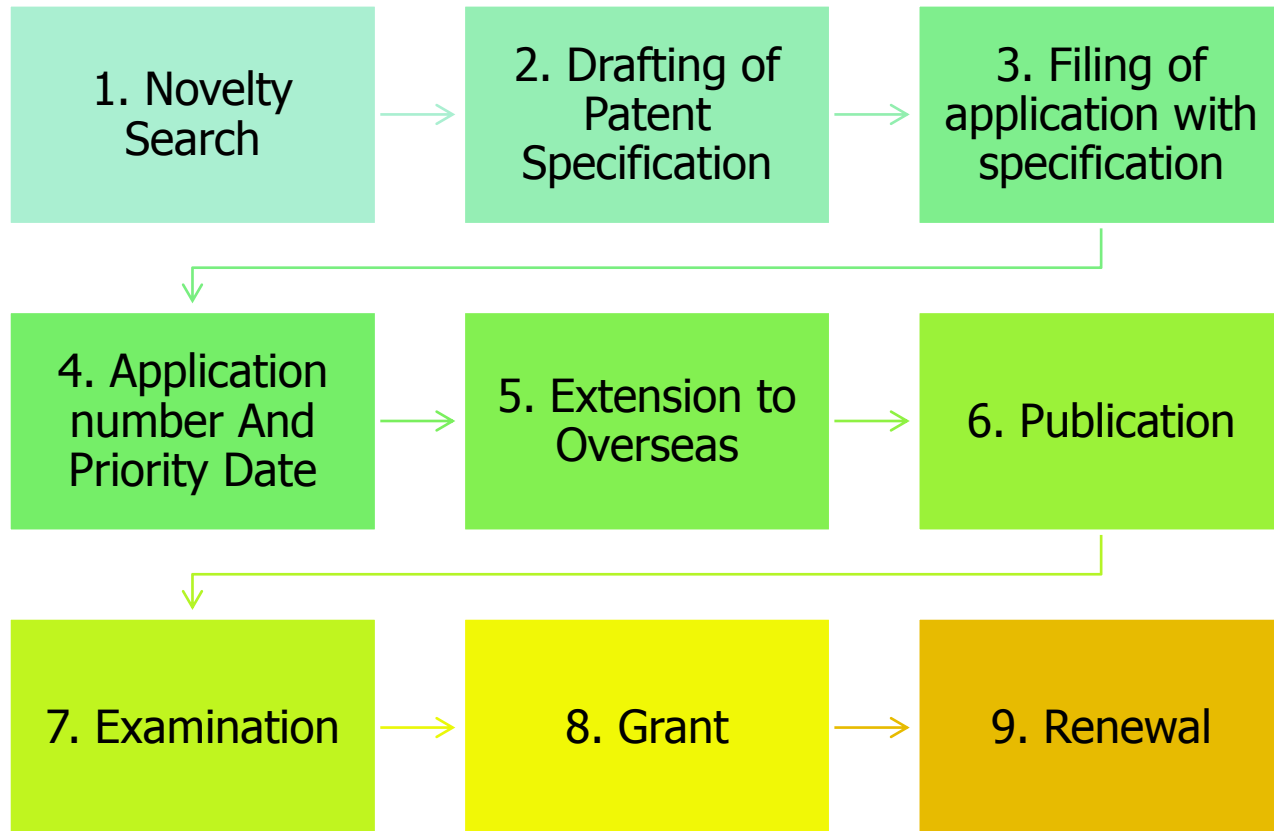 1. Novelty
Search
2. Drafting of
Patent
Specification
3. Filing of
application with
specification
4. Application
number And
Priority Date
5. Extension to
Overseas
6. Publication
7. Examination
8. Grant
9. Renewal